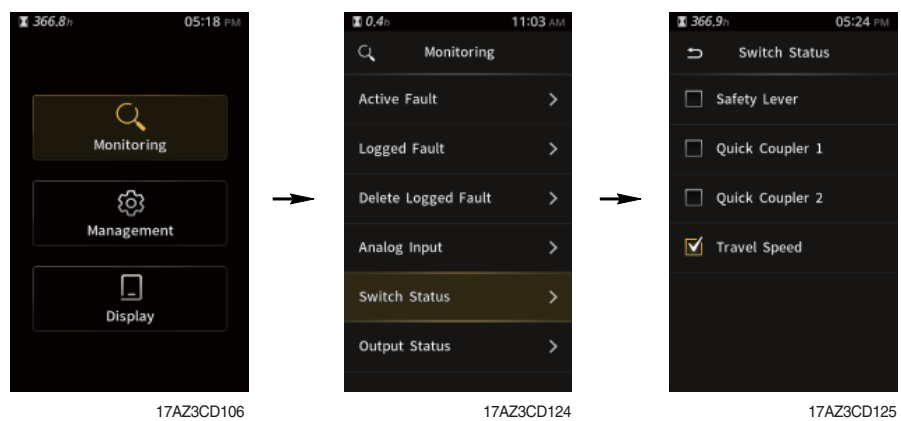 366.8h 05:18 PM
Monitoring
Management
Display
17AZ3CD106
0.4h 11:03 AM
Monitoring
Active Fault
Logged Fault
Delete Logged Fault
Analog Input
Switch Status
Output Status
17AZ3CD124
366.9h 05:24 PM
Switch Status
Safety Lever
Quick Coupler 1
Quick Coupler 2
Travel Speed
17AZ3CD125